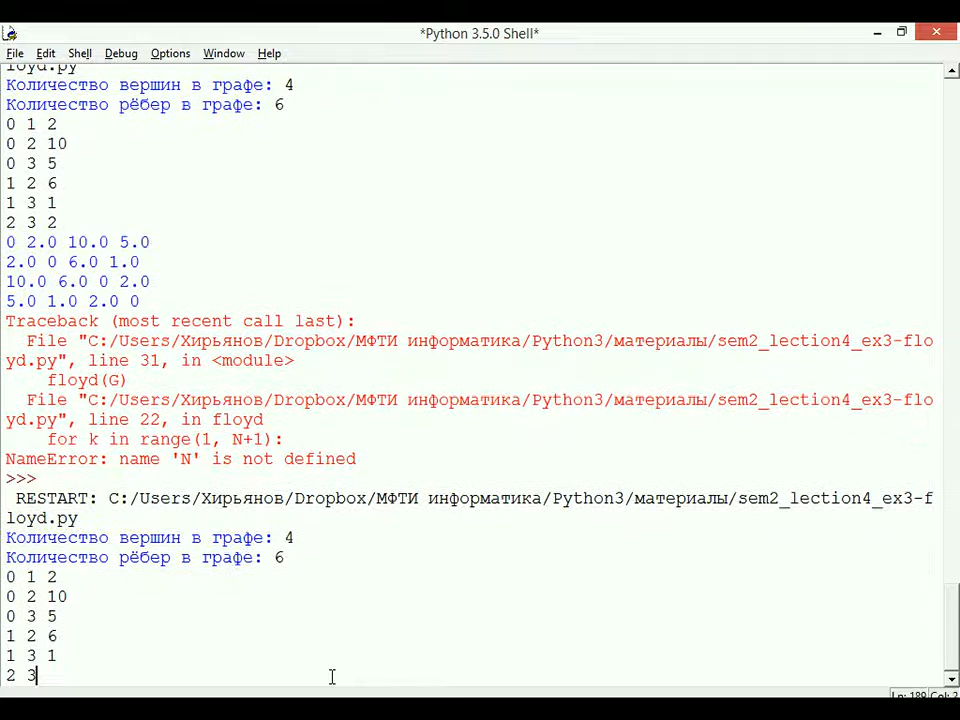 *Python 3.5.0 Shell*
File Edit Shell Debug Options Window Help
loyd.py
Количество вершин в графе: 4
Количество рёбер в графе: 6
0 1 2
0 2 10
0 3 5
1 2 6
1 3 1
2 3 2
0 2.0 10.0 5.0
2.0 0 6.0 1.0
10.0 6.0 0 2.0
5.0 1.0 2.0 0
Traceback (most recent call last):
  File "C:/Users/Хирьянов/Dropbox/МФТИ информатика/Python3/материалы/sem2_lection4_ex3-flo
yd.py", line 31, in <module>
    floyd(G)
  File "C:/Users/Хирьянов/Dropbox/МФТИ информатика/Python3/материалы/sem2_lection4_ex3-flo
yd.py", line 22, in floyd
    for k in range(1, N+1):
NameError: name 'N' is not defined
>>>
 RESTART: C:/Users/Хирьянов/Dropbox/МФТИ информатика/Python3/материалы/sem2_lection4_ex3-f
loyd.py
Количество вершин в графе: 4
Количество рёбер в графе: 6
0 1 2
0 2 10
0 3 5
1 2 6
1 3 1
2 3
Ln: 189